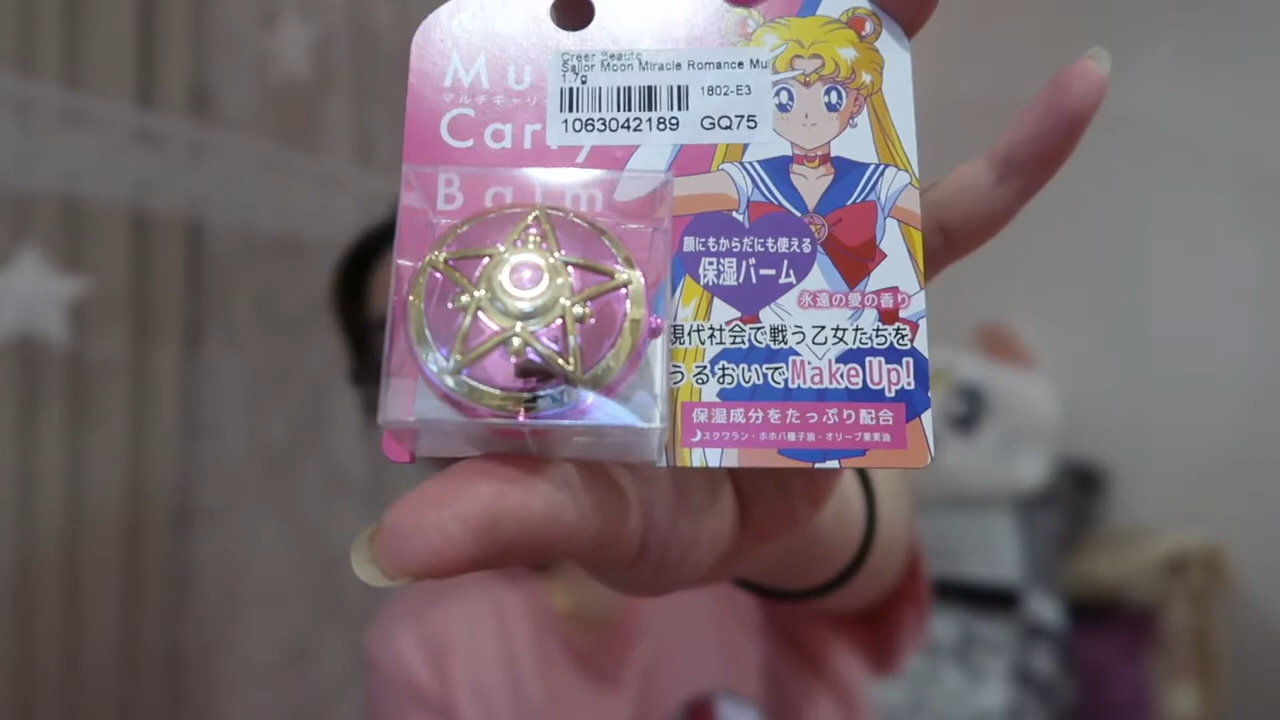 Mu
マルチキャリ
Carry
Balm
Creer Beaute
Sailor Moon Miracle Romance Mu
1.7g
1802-E3
1063042189 GQ75
顔にもからだにも使える
保湿バーム
永遠の愛の香り
現代社会で戦う乙女たちを
うるおいでMake Up!
保湿成分をたっぷり配合
スクワラン・ホホバ種子油・オリーブ果実油